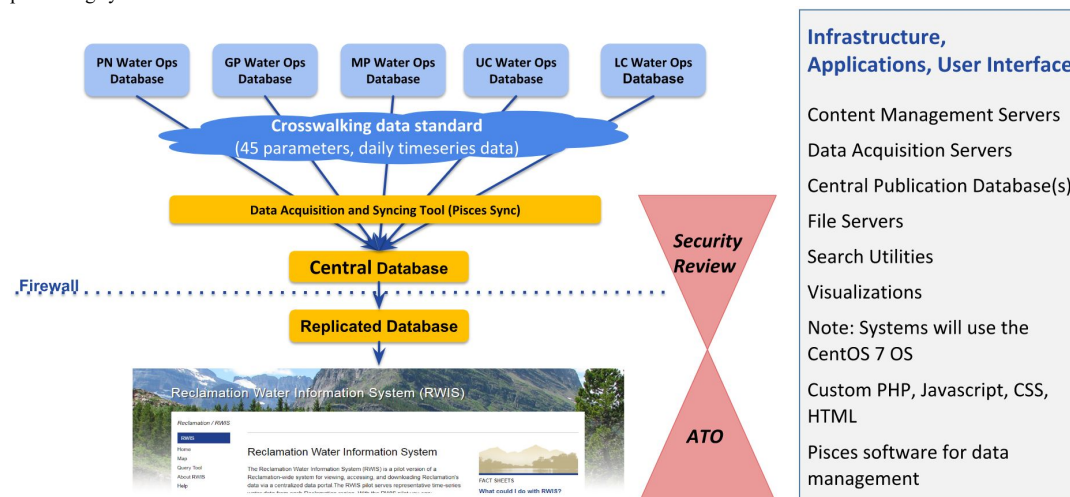 PN Water Ops
Database
GP Water Ops
Database
MP Water Ops
Database
UC Water Ops
Database
LC Water Ops
Database
Crosswalking data standard
(45 parameters, daily timeseries data)
Data Acquisition and Syncing Tool (Pisces Sync)
Central Database
Firewall
Replicated Database
Security
Review
ATO
Reclamation Water Information System (RWIS)
Reclamation / RWIS
RWIS
Home
Map
Query Tool
About RWIS
Help
Reclamation Water Information System
The Reclamation Water Information System (RWIS) is a pilot version of a
Reclamation-wide system for viewing, accessing, and downloading Reclamation's
data via a centralized data portal. The RWIS pilot serves representative time-series
FACT SHEETS
What could I do with RWIS?
Infrastructure,
Applications, User Interface
Content Management Servers
Data Acquisition Servers
Central Publication Database(s)
File Servers
Search Utilities
Visualizations
Note: Systems will use the
CentOS 7 OS
Custom PHP, Javascript, CSS,
HTML
Pisces software for data
management